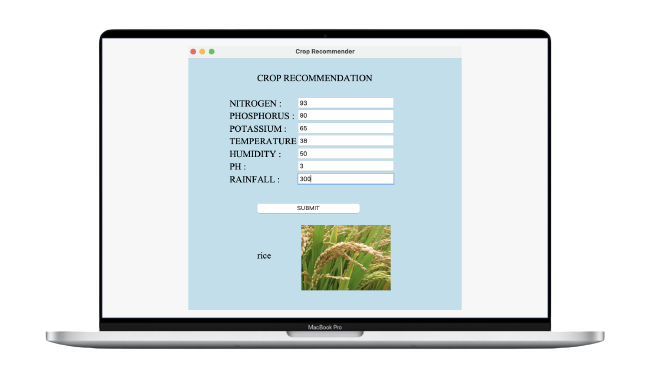 Crop Recommender
CROP RECOMMENDATION
NITROGEN : 93
PHOSPHORUS : 90
POTASSIUM : 65
TEMPERATURE 38
HUMIDITY : 50
PH : 3
RAINFALL : 300
SUBMIT
rice
MacBook Pro